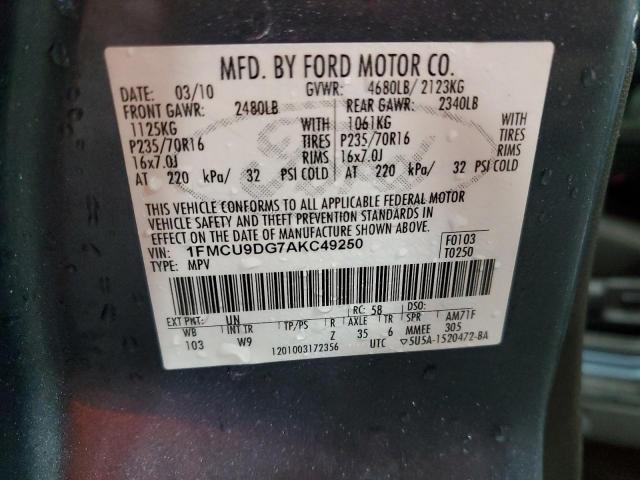 MFD. BY FORD MOTOR CO.
DATE: 03/10 GVWR: 4680LB/ 2123KG
FRONT GAWR: 2480LB REAR GAWR: 2340LB
1125KG WITH 1061KG WITH
P235/70R16 TIRES P235/70R16 TIRES
16x7.0J RIMS 16x7.0J RIMS
AT 220 kPa/ 32 PSI COLD AT 220 kPa/ 32 PSI COLD
THIS VEHICLE CONFORMS TO ALL APPLICABLE FEDERAL MOTOR
VEHICLE SAFETY AND THEFT PREVENTION STANDARDS IN
EFFECT ON THE DATE OF MANUFACTURE SHOWN ABOVE.
VIN: 1FMCU9DG7AKC49250 F0103
TYPE: MPV T0250
EXT PNT: UN RC: 58 DSO:
WB INT TR TP/PS R AXLE TR SPR AM71F
103 W9 Z 35 6 MMEE 305
1201003172356 UTC ▽5U5A-1520472-BA